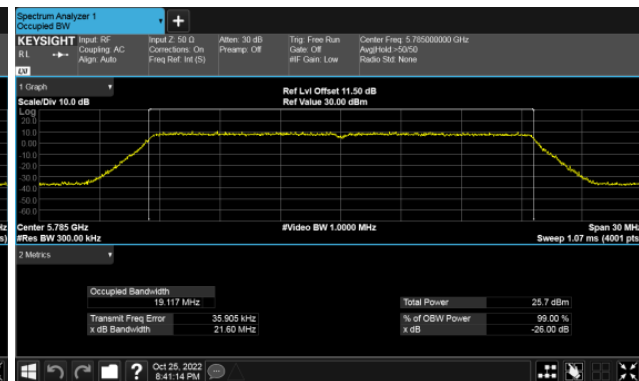 Spectrum Analyzer 1
Occupied BW
+
KEYSIGHT Input: RF Input Z: 50 Ω Atten: 30 dB Trig: Free Run Center Freq: 5.785000000 GHz
RL Coupling: AC Corrections: On Preamp: Off Gate: Off Avg|Hold:>50/50
Align: Auto Freq Ref: Int (S) #IF Gain: Low Radio Std: None
LXI
1 Graph
Ref Lvl Offset 11.50 dB
Scale/Div 10.0 dB Ref Value 30.00 dBm
Log
20.0
10.0
0.00
-10.0
-20.0
-30.0
-40.0
-50.0
-60.0
Hz Center 5.785 GHz #Video BW 1.0000 MHz Span 30 MHz
s) #Res BW 300.00 kHz Sweep 1.07 ms (4001 pts
2 Metrics
Occupied Bandwidth
19.117 MHz Total Power 25.7 dBm
Transmit Freq Error 35.905 kHz % of OBW Power 99.00 %
x dB Bandwidth 21.60 MHz x dB -26.00 dB
? Oct 25, 2022
8:41:14 PM